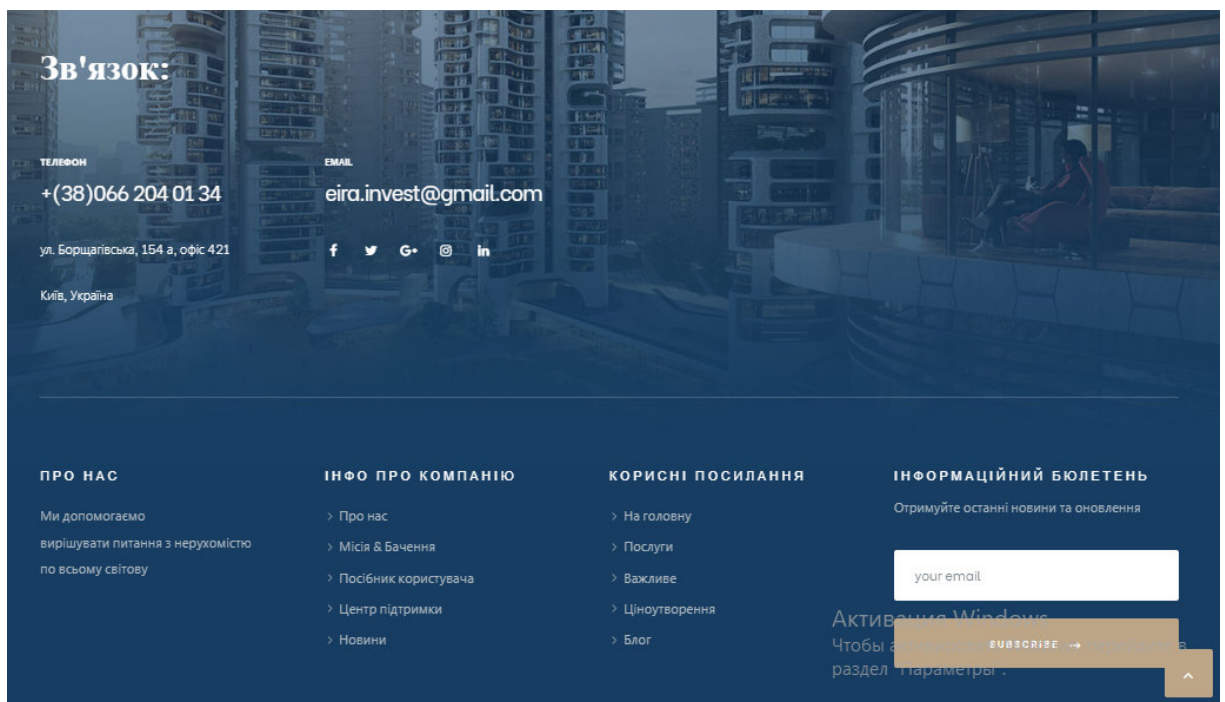 Зв'язок:
ТЕЛЕФОН
+(38)066 204 01 34
ул. Борщагівська, 154 а, офіс 421
Київ, Україна
EMAIL
eira.invest@gmail.com
ПРО НАС
Ми допомогаємо
вирішувати питання з нерухомістю
по всьому світову
ІНФО ПРО КОМПАНІЮ
Про нас
Місія & Бачення
Посібник користувача
Центр підтримки
Новини
КОРИСНІ ПОСИЛАННЯ
На головну
Послуги
Важливе
Ціноутворення
Блог
ІНФОРМАЦІЙНИЙ БЮЛЕТЕНЬ
Отримуйте останні новини та оновлення
your email
SUBSCRIBE →
Активация Windows
Чтобы
раздел "Параметры".